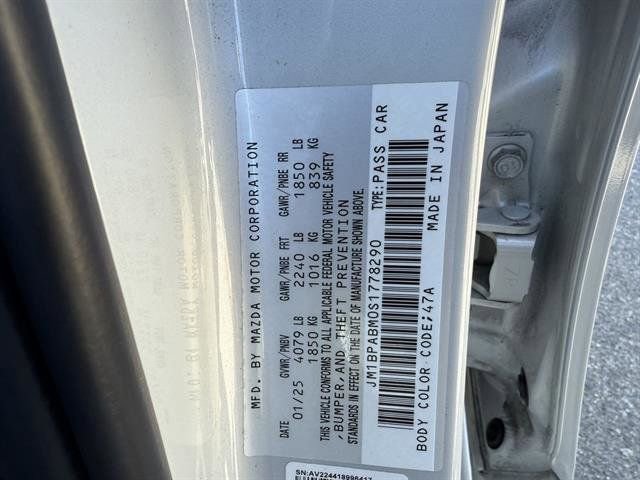 MFD. BY MAZDA MOTOR CORPORATION
DATE GVWR/PNBV GAWR/PNBE FRT GAWR/PNBE RR
01/25 4079 LB 2240 LB 1850 LB
1850 KG 1016 KG 839 KG
THIS VEHICLE CONFORMS TO ALL APPLICABLE FEDERAL MOTOR VEHICLE SAFETY
,BUMPER,AND THEFT PREVENTION
STANDARDS IN EFFECT ON THE DATE OF MANUFACTURE SHOWN ABOVE.
JM1BPABM0S1778290 TYPE:PASS CAR
BODY COLOR CODE;47A MADE IN JAPAN